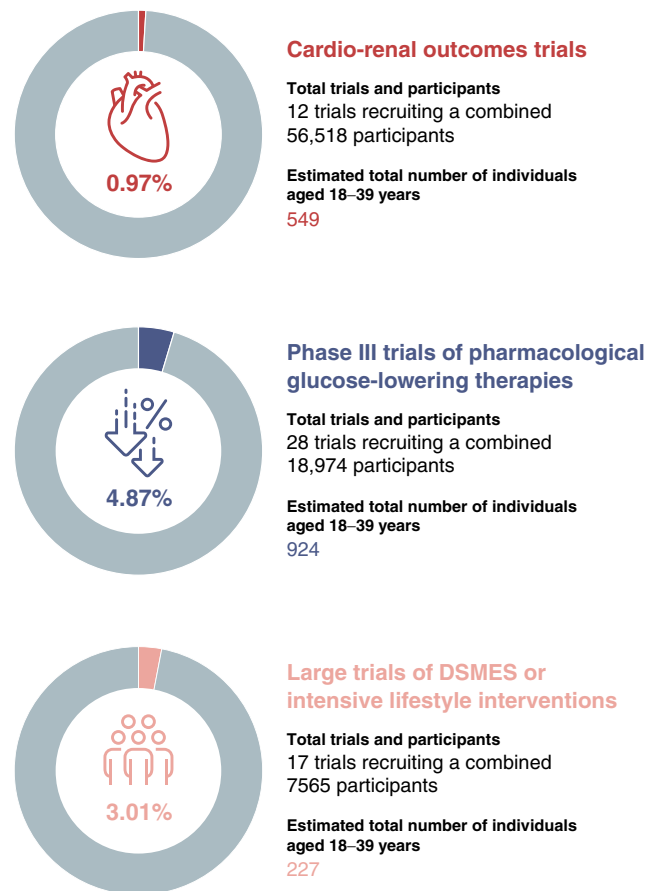 Cardio-renal outcomes trials
Total trials and participants
12 trials recruiting a combined
56,518 participants
Estimated total number of individuals
aged 18–39 years
549
0.97%
Phase III trials of pharmacological
glucose-lowering therapies
Total trials and participants
28 trials recruiting a combined
18,974 participants
Estimated total number of individuals
aged 18–39 years
924
%
4.87%
Large trials of DSMES or
intensive lifestyle interventions
Total trials and participants
17 trials recruiting a combined
7565 participants
Estimated total number of individuals
aged 18–39 years
227
3.01%